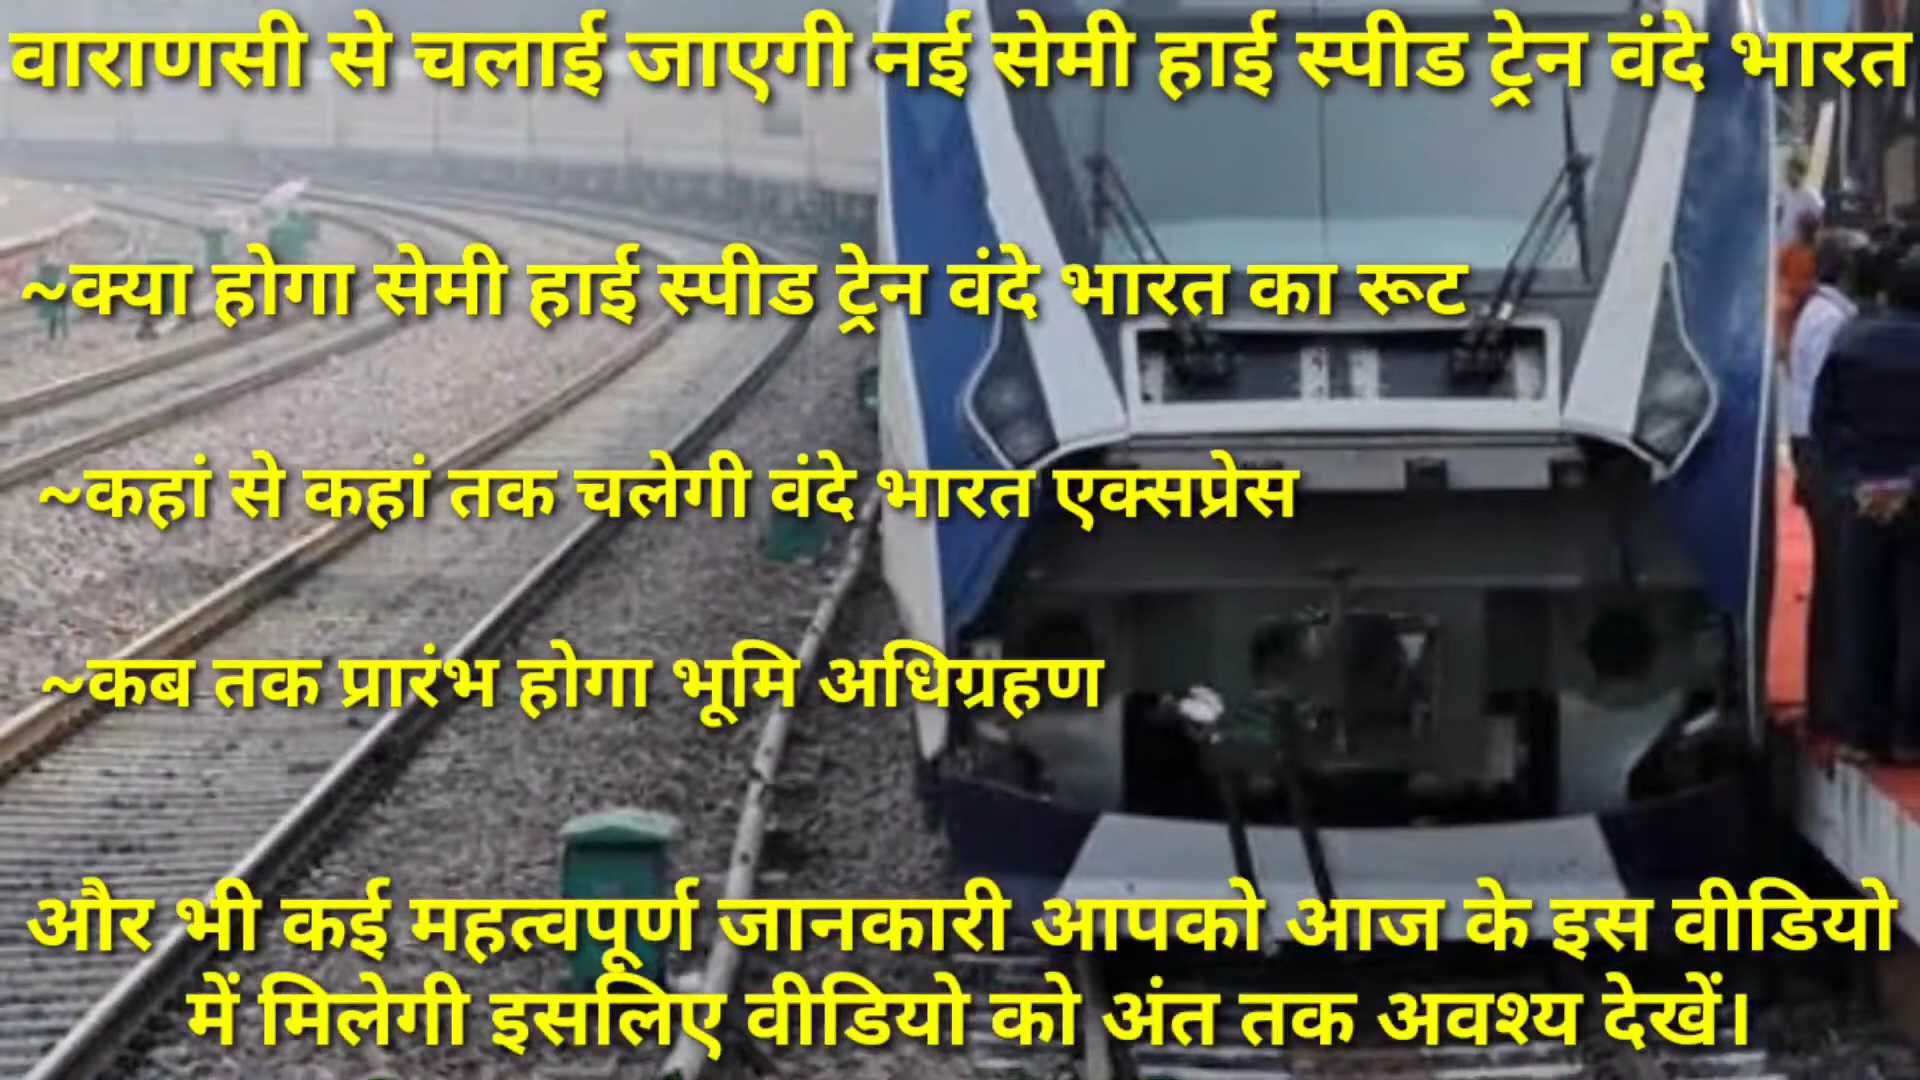 वाराणसी से चलाई जाएगी नई सेमी हाई स्पीड ट्रेन वंदे भारत
~क्या होगा सेमी हाई स्पीड ट्रेन वंदे भारत का रूट
~कहां से कहां तक चलेगी वंदे भारत एक्सप्रेस
~कब तक प्रारंभ होगा भूमि अधिग्रहण
और भी कई महत्वपूर्ण जानकारी आपको आज के इस वीडियो
में मिलेगी इसलिए वीडियो को अंत तक अवश्य देखें।